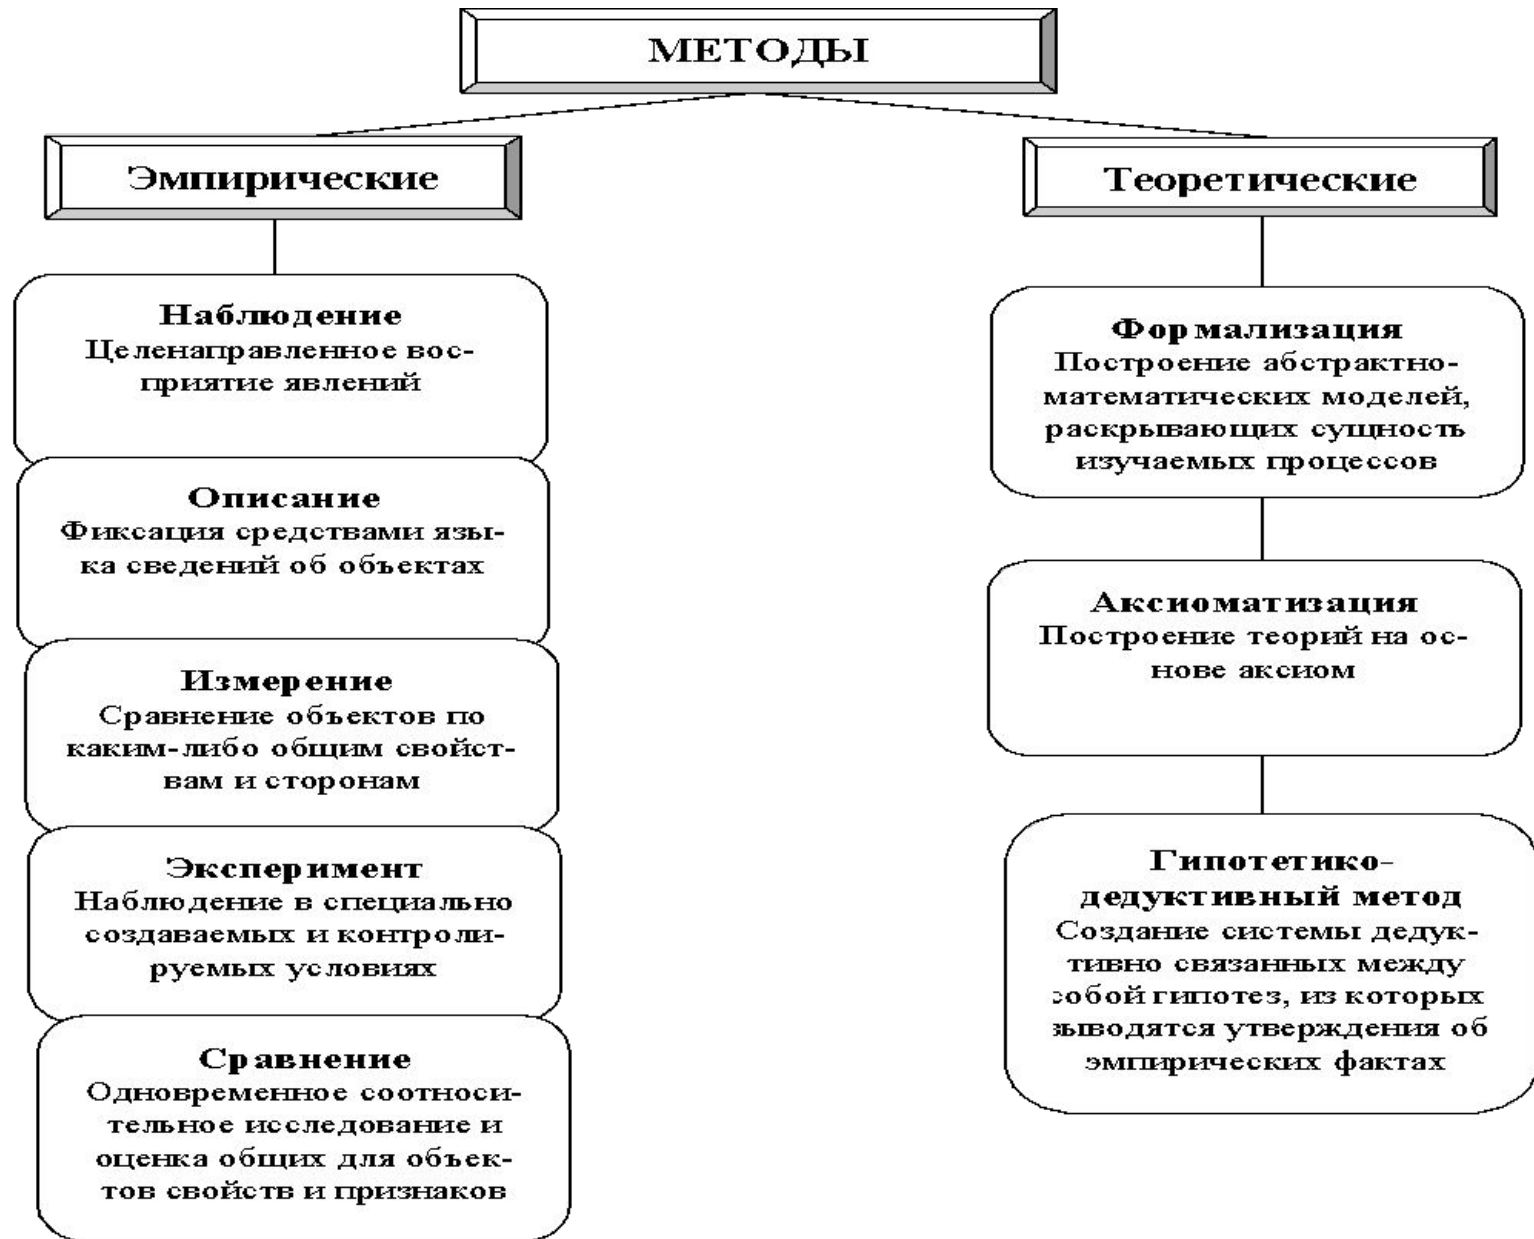 МЕТОДЫ
Эмпирические
Наблюдение
Целенаправленное вос-
приятие явлений
Описание
Фиксация средствами язы-
ка сведений об объектах
Измерение
Сравнение объектов по
каким-либо общим свойст-
вам и сторонам
Эксперимент
Наблюдение в специально
создаваемых и контроли-
руемых условиях
Сравнение
Одновременное соотноси-
тельное исследование и
оценка общих для объек-
тов свойств и признаков
Теоретические
Формализация
Построение абстрактно-
математических моделей,
раскрывающих сущность
изучаемых процессов
Аксиоматизация
Построение теорий на ос-
нове аксиом
Гипотетико-
дедуктивный метод
Создание системы дедук-
тивно связанных между
собой гипотез, из которых
выводятся утверждения об
эмпирических фактах